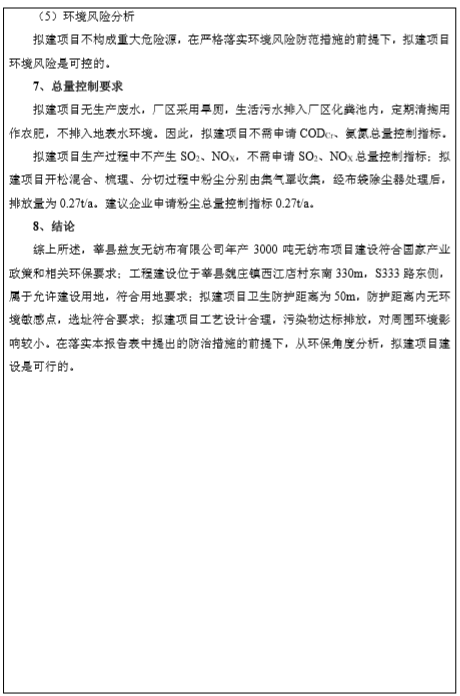 （5）环境风险分析
拟建项目不构成重大危险源，在严格落实环境风险防范措施的前提下，拟建项目
环境风险是可控的。
7、总量控制要求
拟建项目无生产废水，厂区采用旱厕，生活污水排入厂区化粪池内，定期清掏用
作农肥，不排入地表水环境。因此，拟建项目不需申请 CODCr、氨氮总量控制指标。
拟建项目生产过程中不产生 SO2、NOX，不需申请 SO2、NOX 总量控制指标；拟
建项目开松混合、梳理、分切过程中粉尘分别由集气罩收集，经布袋除尘器处理后，
排放量为 0.27t/a。建议企业申请粉尘总量控制指标 0.27t/a。
8、结论
综上所述，莘县益友无纺布有限公司年产 3000 吨无纺布项目建设符合国家产业
政策和相关环保要求；工程建设位于莘县魏庄镇西江店村东南 330m，S333 路东侧，
属于允许建设用地，符合用地要求；拟建项目卫生防护距离为 50m，防护距离内无环
境敏感点，选址符合要求；拟建项目工艺设计合理，污染物达标排放，对周围环境影
响较小。在落实本报告表中提出的防治措施的前提下，从环保角度分析，拟建项目建
设是可行的。